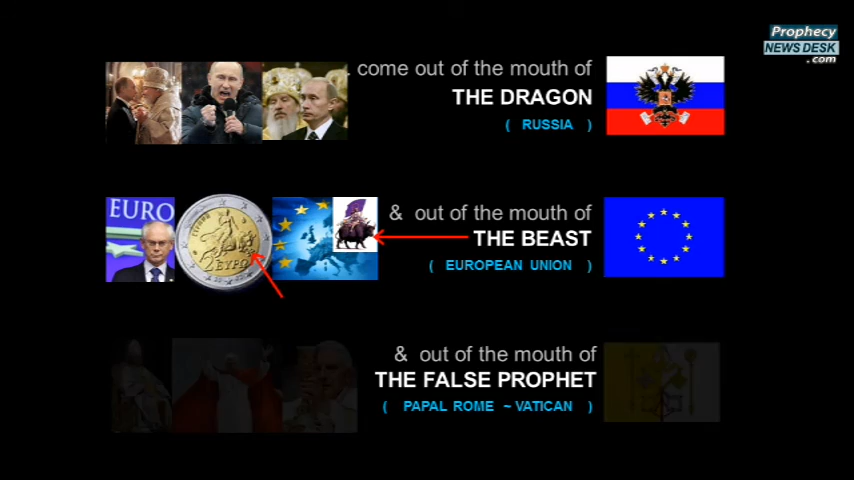 Prophecy
NEWS DESK
.com
come out of the mouth of
THE DRAGON
( RUSSIA )
EURO
2 ΕΥΡΩ
& out of the mouth of
THE BEAST
( EUROPEAN UNION )
& out of the mouth of
THE FALSE PROPHET
( PAPAL ROME ~ VATICAN )